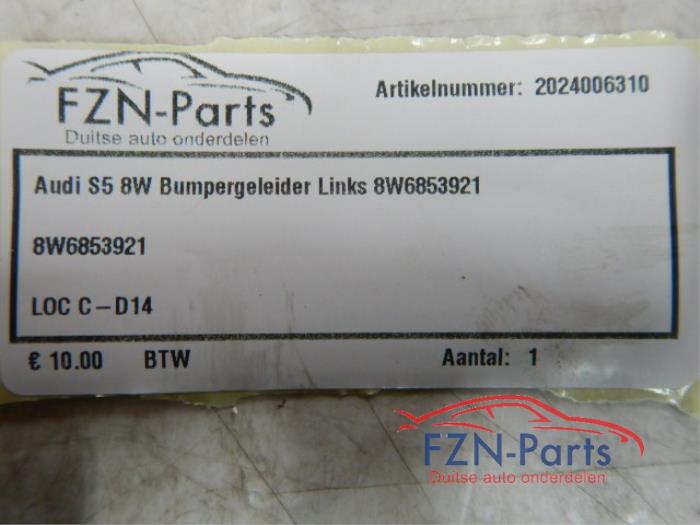 FZN-Parts
Duitse auto onderdelen
Artikelnummer: 2024006310
Audi S5 8W Bumpergeleider Links 8W6853921
8W6853921
LOC C-D14
€ 10.00 BTW Aantal: 1
FZN-Parts
Duitse auto onderdelen